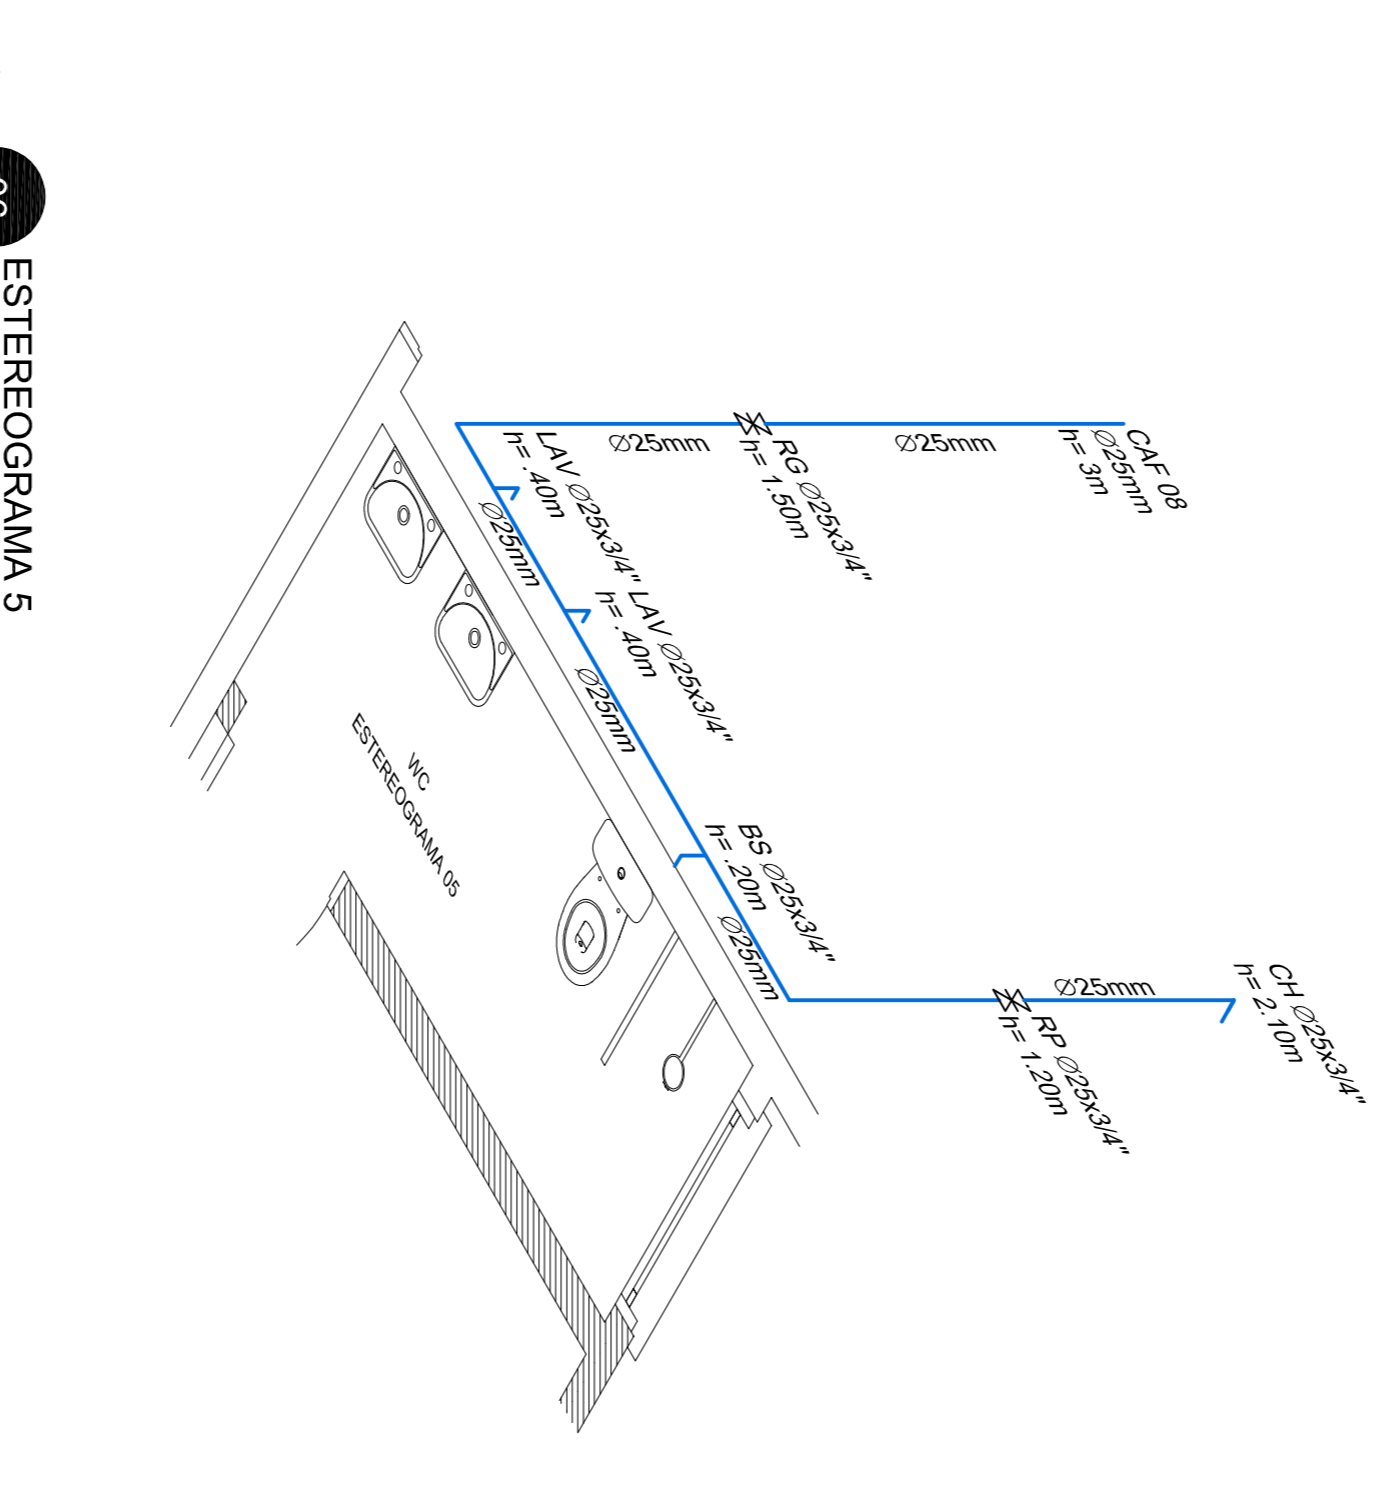 ESTEREOGRAMA 5
CAF 08
Ø25mm
h= 3m
Ø25mm
RG Ø25x3/4"
h= 1.50m
Ø25mm
LAV Ø25x3/4"
h= .40m
Ø25mm
LAV Ø25x3/4"
h= .40m
Ø25mm
BS Ø25x3/4"
h= .20m
Ø25mm
CH Ø25x3/4"
h= 2.10m
Ø25mm
RP Ø25x3/4"
h= 1.20m
WC
ESTEREOGRAMA 05